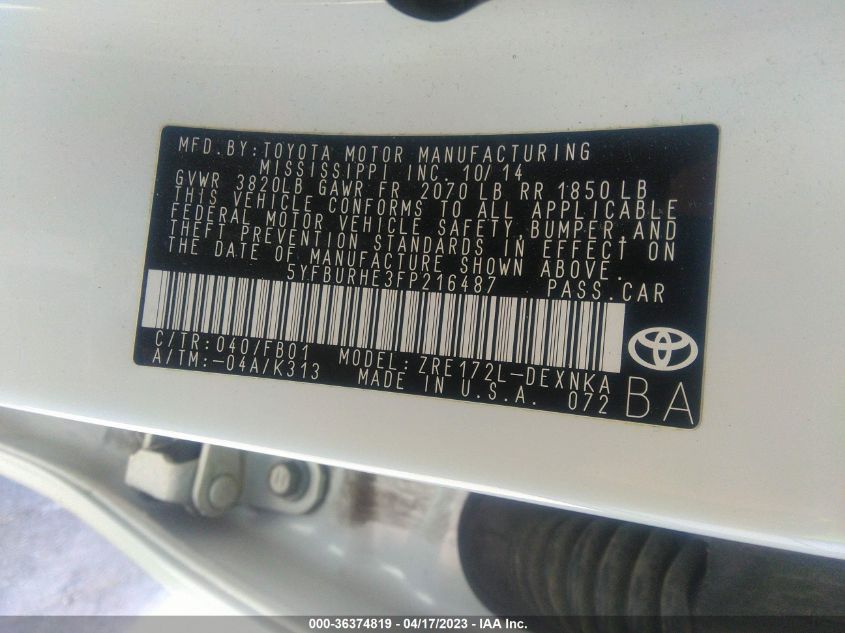 MFD. BY: TOYOTA MOTOR MANUFACTURING
MISSISSIPPI INC. 10/14
GVWR 3820LB GAWR FR 2070 LB RR 1850 LB
THIS VEHICLE CONFORMS TO ALL APPLICABLE
FEDERAL MOTOR VEHICLE SAFETY, BUMPER, AND
THEFT PREVENTION STANDARDS IN EFFECT ON
THE DATE OF MANUFACTURE SHOWN ABOVE.
5YFBURHE3FP216487 PASS. CAR
C/TR: 040/FB01 MODEL: ZRE172L-DEXNKA
A/TM: -04A/K313 MADE IN U.S.A. 072
BA
000-36374819 - 04/17/2023 - IAA Inc.